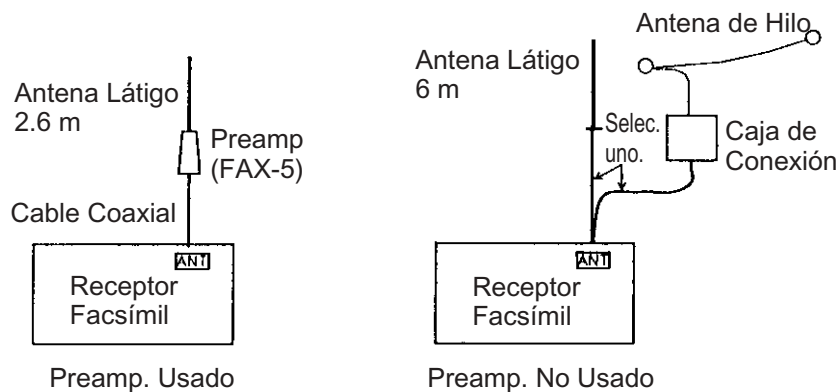 Antena Látigo
2.6 m
Preamp
(FAX-5)
Cable Coaxial
ANT
Receptor
Facsímil
Preamp. Usado
Antena de Hilo
Antena Látigo
6 m
Selec.
uno.
Caja de
Conexión
ANT
Receptor
Facsímil
Preamp. No Usado